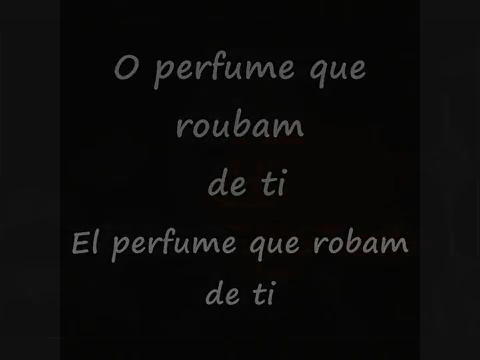 O perfume que
roubam
de ti
El perfume que robam
de ti